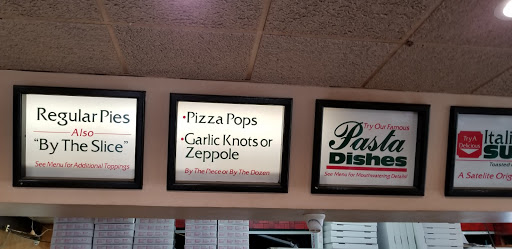 Regular Pies
Also
"By The Slice"
See Menu for Additional Toppings
•Pizza Pops
•Garlic Knots or
Zeppole
By The Piece or By The Dozen
Try Our Famous
Pasta
DISHES
See Menu for Mouthwatering Details!
Try A
Delicious
Itali
SU
Toasted
A Satelite Orig